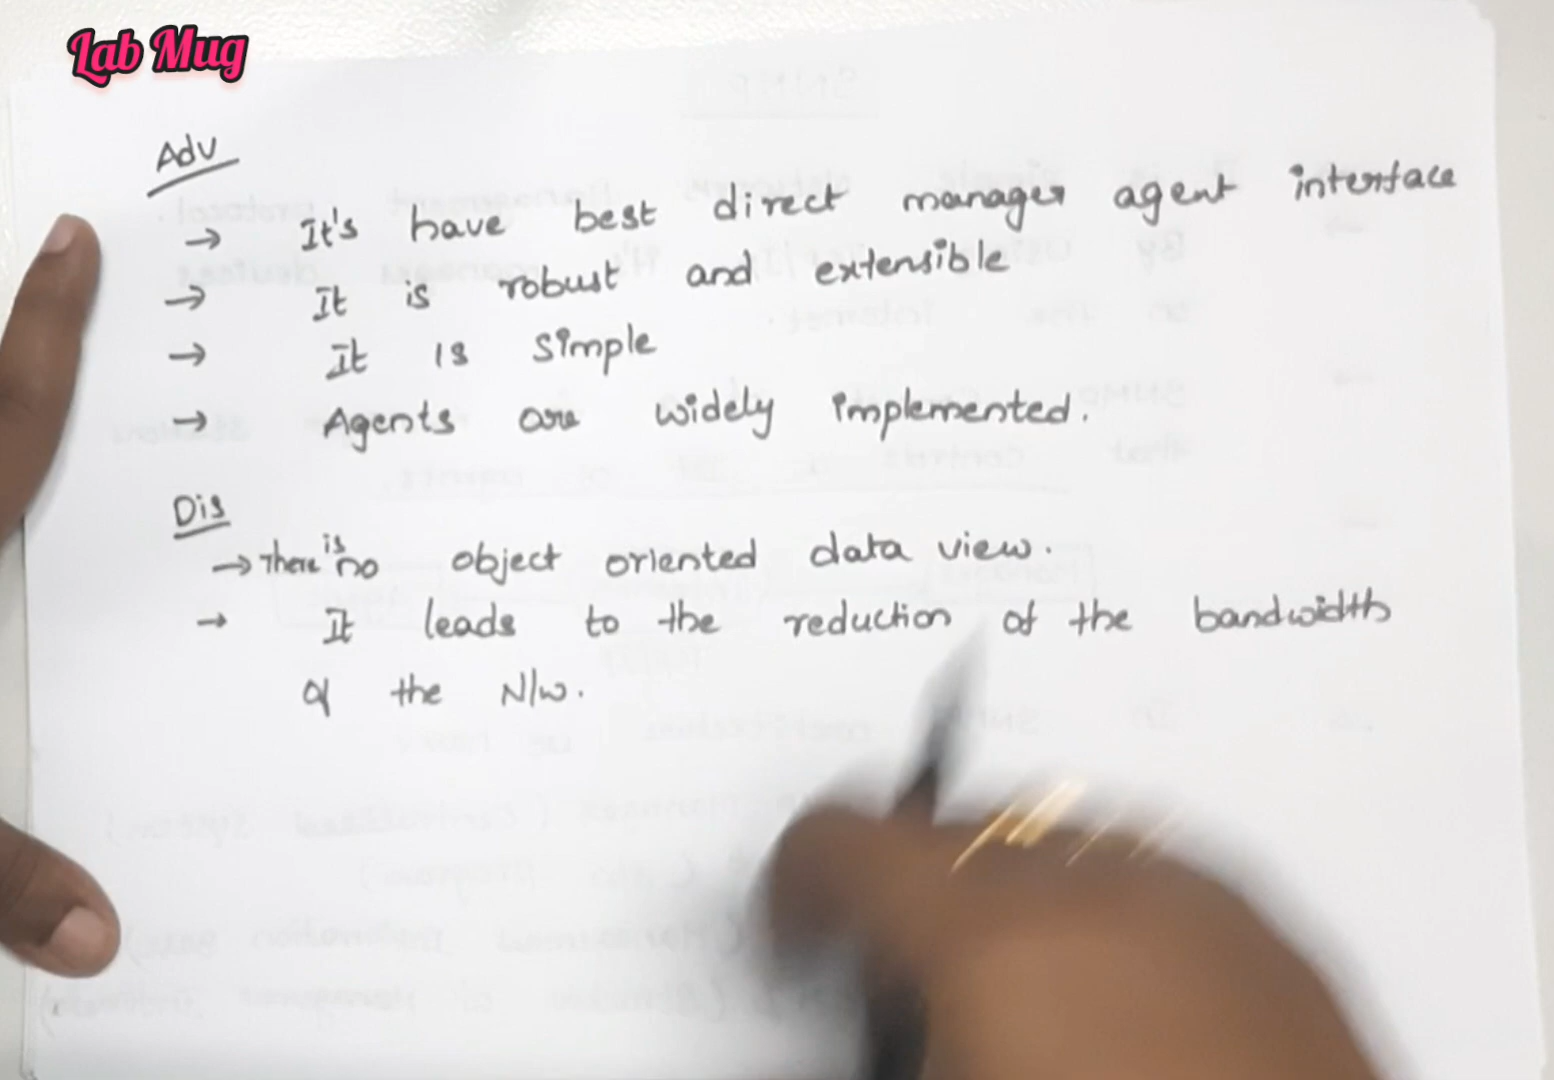 Lab Mug
Adv
→ It's have best direct manager agent interface
→ It is robust and extensible
→ It is simple
→ Agents are widely implemented.
Dis
→ There is no object oriented data view.
→ It leads to the reduction of the bandwidth
of the N/w.